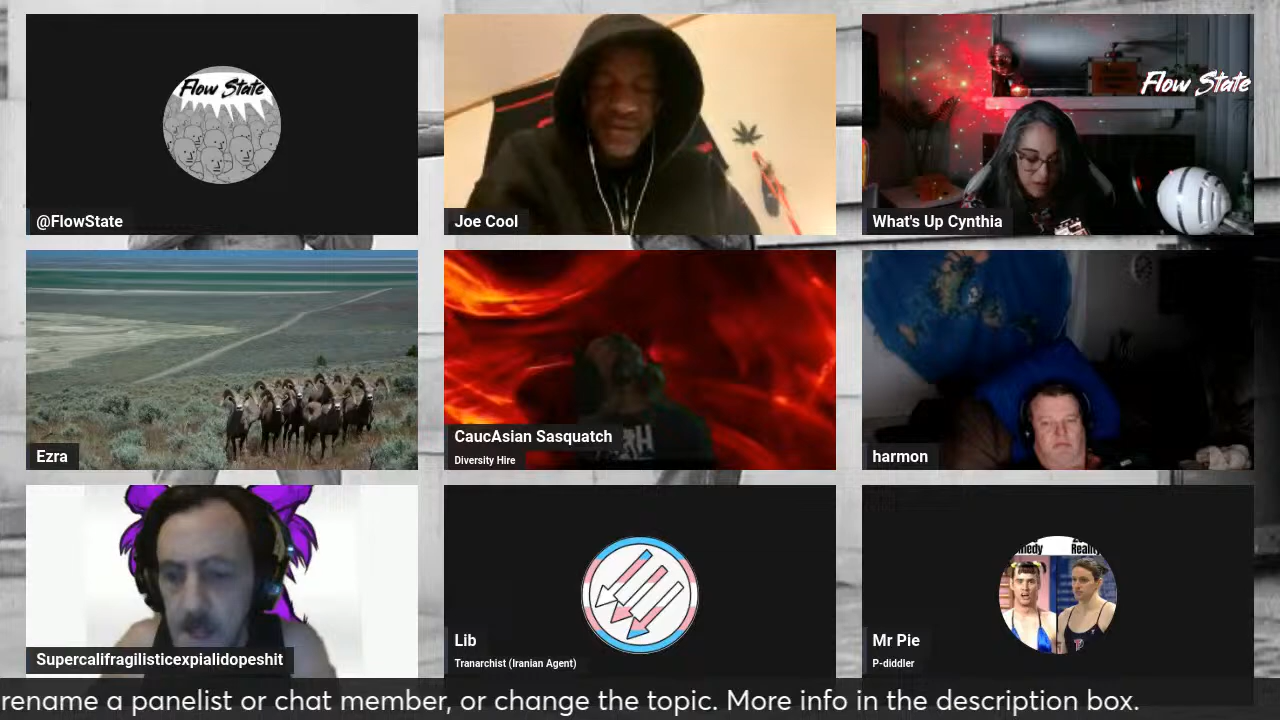 Flow State
@FlowState
Joe Cool
Flow State
What's Up Cynthia
Ezra
CaucAsian Sasquatch
Diversity Hire
harmon
Supercalifragilisticexpialidopeshit
Lib
Tranarchist (Iranian Agent)
Reality
Mr Pie
P-diddler
rename a panelist or chat member, or change the topic. More info in the description box.